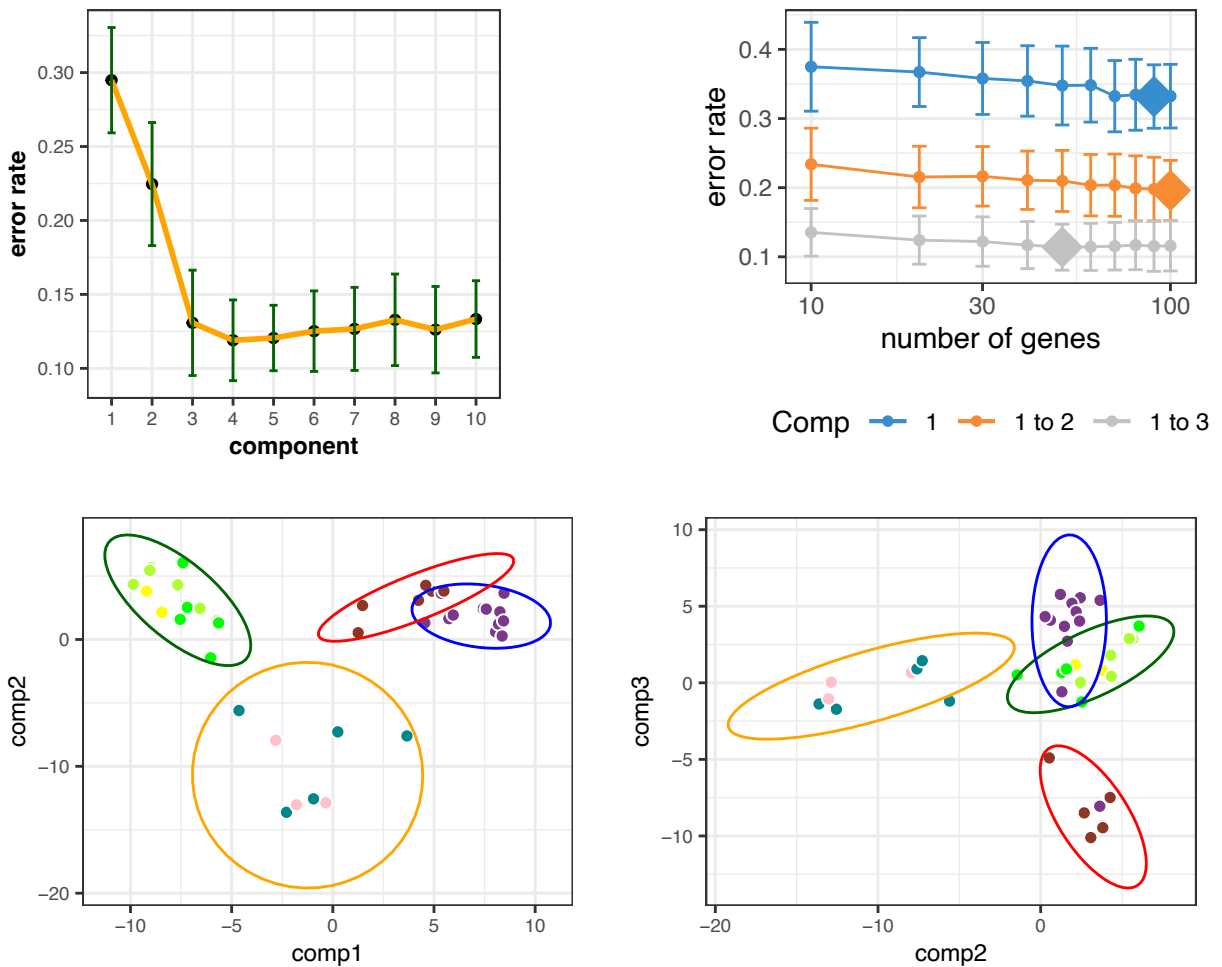 0.30
0.25
0.20
0.15
0.10
error rate
1 2 3 4 5 6 7 8 9 10
component
0.4
0.3
0.2
0.1
error rate
10 30 100
number of genes
Comp 1 1 to 2 1 to 3
0
−10
−20
comp2
−10 −5 0 5 10
comp1
10
5
0
−5
−10
comp3
−20 −10 0
comp2